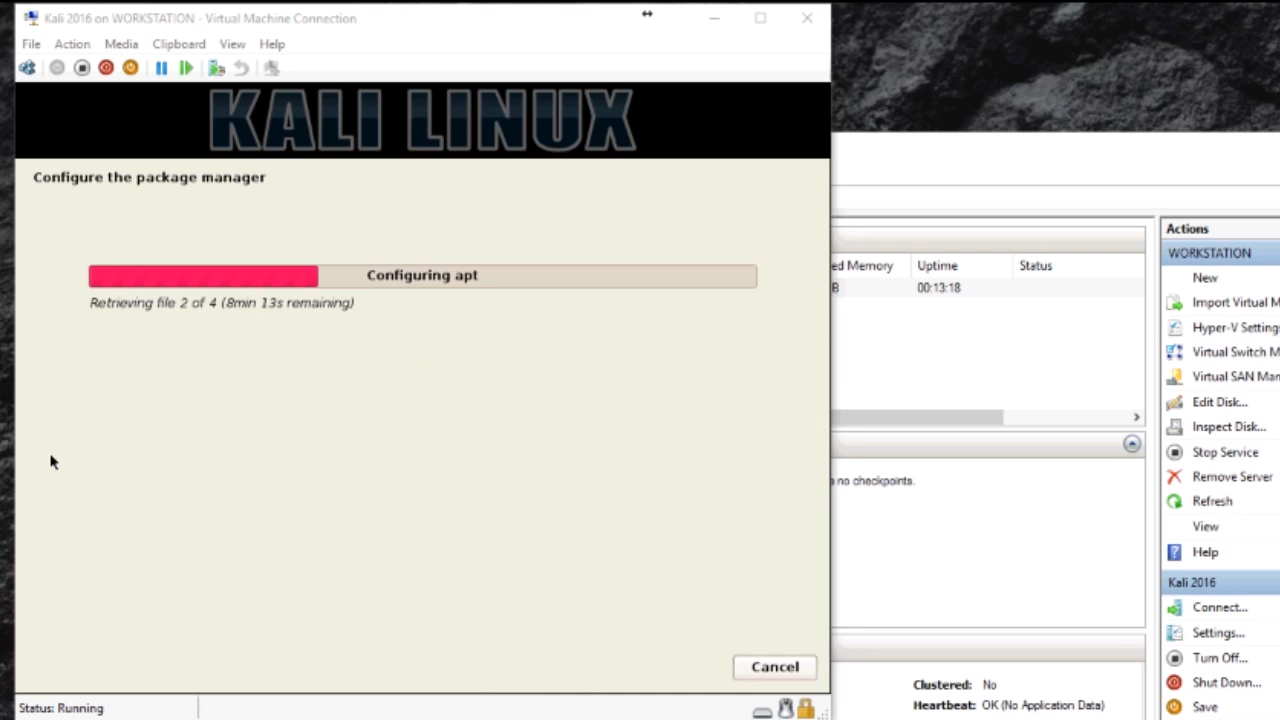 Kali 2016 on WORKSTATION - Virtual Machine Connection
File Action Media Clipboard View Help
KALI LINUX
Configure the package manager
Configuring apt
Retrieving file 2 of 4 (8min 13s remaining)
Cancel
Status: Running
ed Memory Uptime Status
B 00:13:18
no checkpoints.
Clustered: No
Heartbeat: OK (No Application Data)
Actions
WORKSTATION
New
Import Virtual M
Hyper-V Setting
Virtual Switch M
Virtual SAN Man
Edit Disk...
Inspect Disk...
Stop Service
Remove Server
Refresh
View
Help
Kali 2016
Connect...
Settings...
Turn Off...
Shut Down...
Save